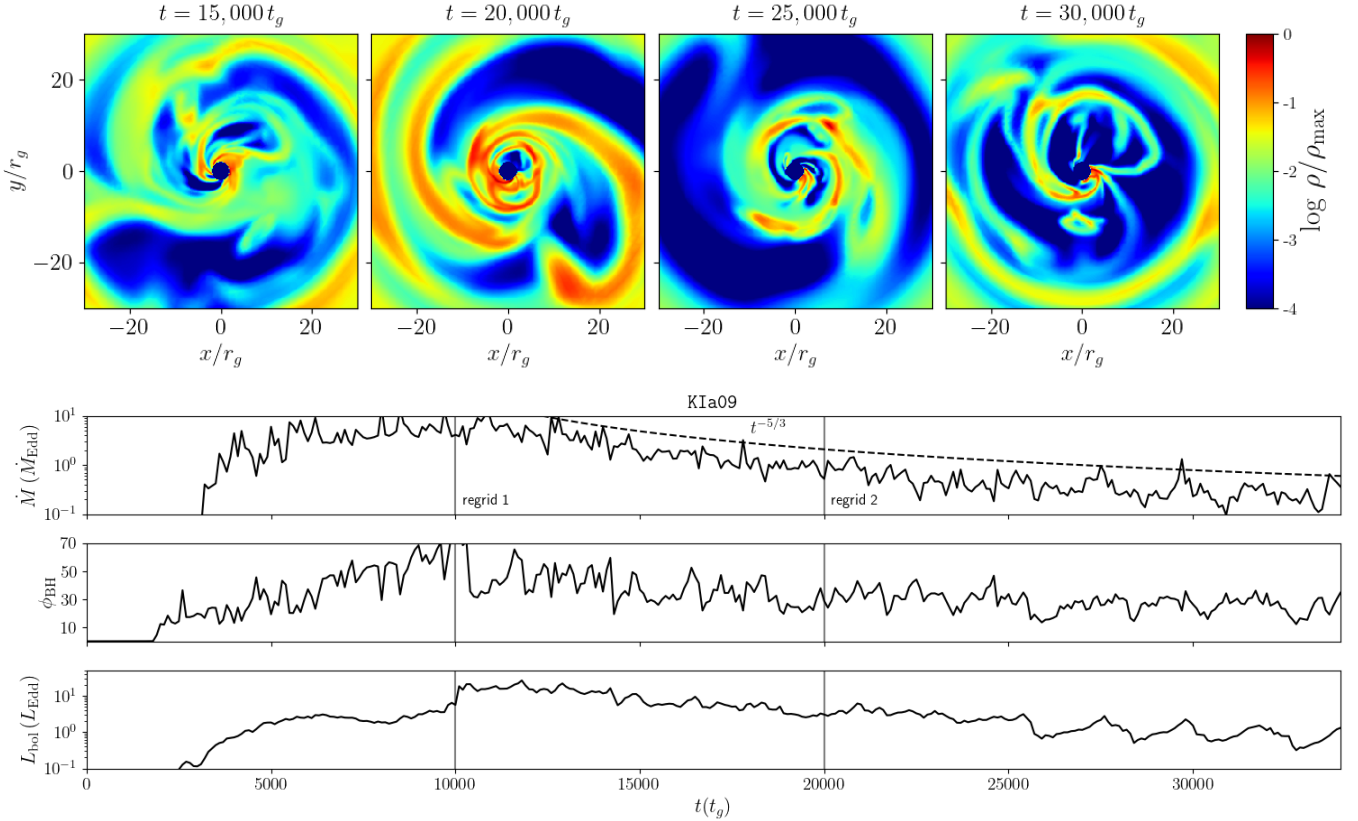 t = 15,000 t_g
t = 20,000 t_g
t = 25,000 t_g
t = 30,000 t_g
20
0
−20
y/r_g
−20 0 20
−20 0 20
−20 0 20
−20 0 20
x/r_g
x/r_g
x/r_g
x/r_g
0
-1
-2
-3
-4
log ρ/ρ_max
KIa09
10^1
10^0
10^−1
Ṁ (Ṁ_Edd)
t^−5/3
regrid 1
regrid 2
70
50
30
10
ϕ_BH
10^1
10^0
10^−1
L_bol (L_Edd)
0 5000 10000 15000 20000 25000 30000
t(t_g)